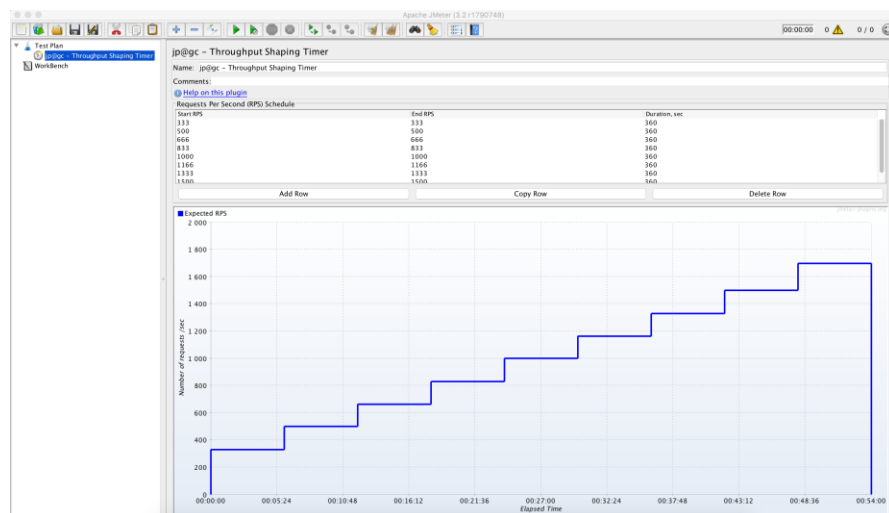 Apache JMeter (3.2 r1790748)
00:00:00 0 0 / 0
Test Plan
jp@gc - Throughput Shaping Timer
WorkBench
jp@gc - Throughput Shaping Timer
Name: jp@gc - Throughput Shaping Timer
Comments:
Help on this plugin
Requests Per Second (RPS) Schedule
Start RPS End RPS Duration, sec
333 333 360
500 500 360
666 666 360
833 833 360
1000 1000 360
1166 1166 360
1333 1333 360
1500 1500 360
Add Row Copy Row Delete Row
Expected RPS
2 000
1 800
1 600
1 400
1 200
1 000
800
600
400
200
0
Number of requests /sec
00:00:00 00:05:24 00:10:48 00:16:12 00:21:36 00:27:00 00:32:24 00:37:48 00:43:12 00:48:36 00:54:00
Elapsed Time